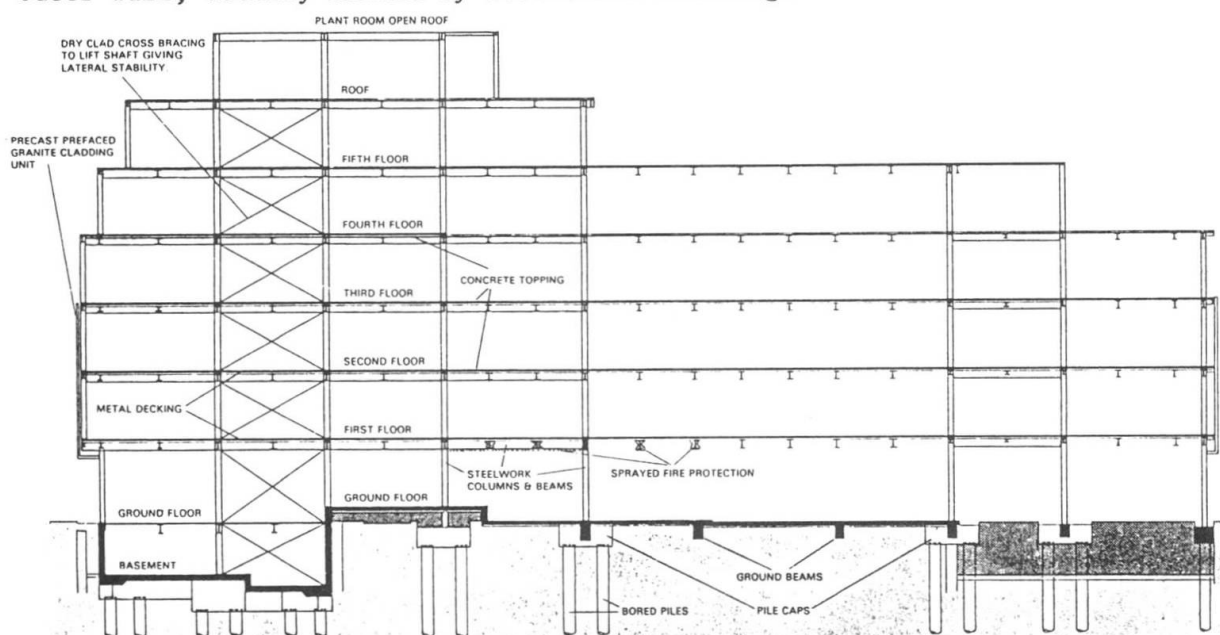 PLANT ROOM OPEN ROOF
DRY CLAD CROSS BRACING
TO LIFT SHAFT GIVING
LATERAL STABILITY
ROOF
PRECAST PREFACED
GRANITE CLADDING
UNIT
FIFTH FLOOR
FOURTH FLOOR
CONCRETE TOPPING
THIRD FLOOR
SECOND FLOOR
METAL DECKING
FIRST FLOOR
STEELWORK
COLUMNS & BEAMS
SPRAYED FIRE PROTECTION
GROUND FLOOR
GROUND FLOOR
BASEMENT
GROUND BEAMS
BORED PILES
PILE CAPS